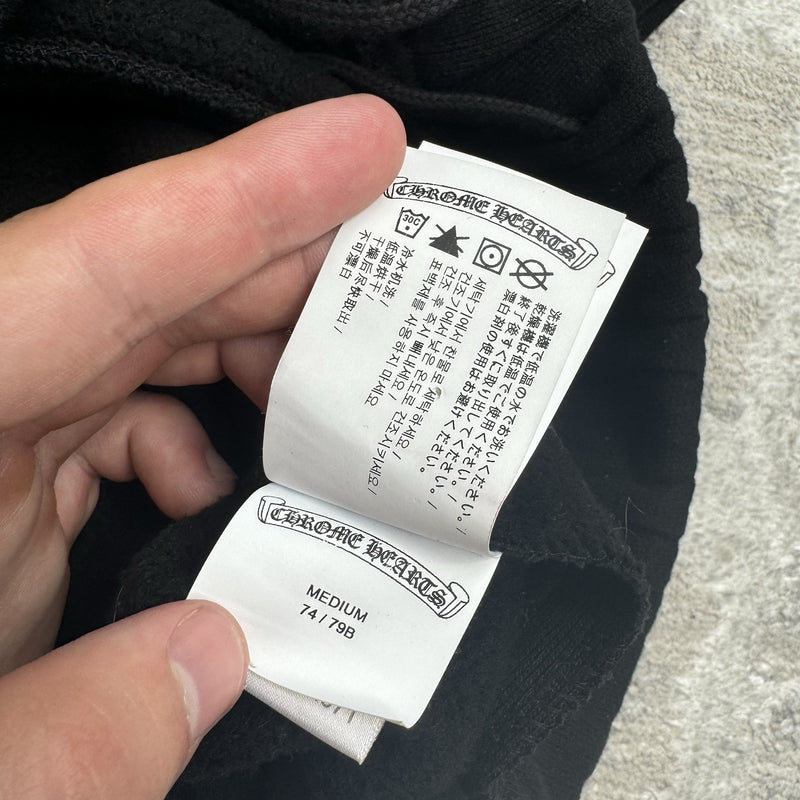 CHROME HEARTS
30C
洗濯機で低温の水でお洗いください。/
乾燥機は低温でご使用ください。/
終了後すぐに取り出してください。/
漂白剤の使用はお避けください。
세탁기에서 찬물로 세탁하세요/
건조기에서 낮은 온도로 건조시키세요/
건조 후 즉시 빼내세요/
표백제를 사용하지 마세요
冷水机洗/
低温烘干/
干燥后尽快取出/
不可漂白
CHROME HEARTS
MEDIUM
74 / 79B